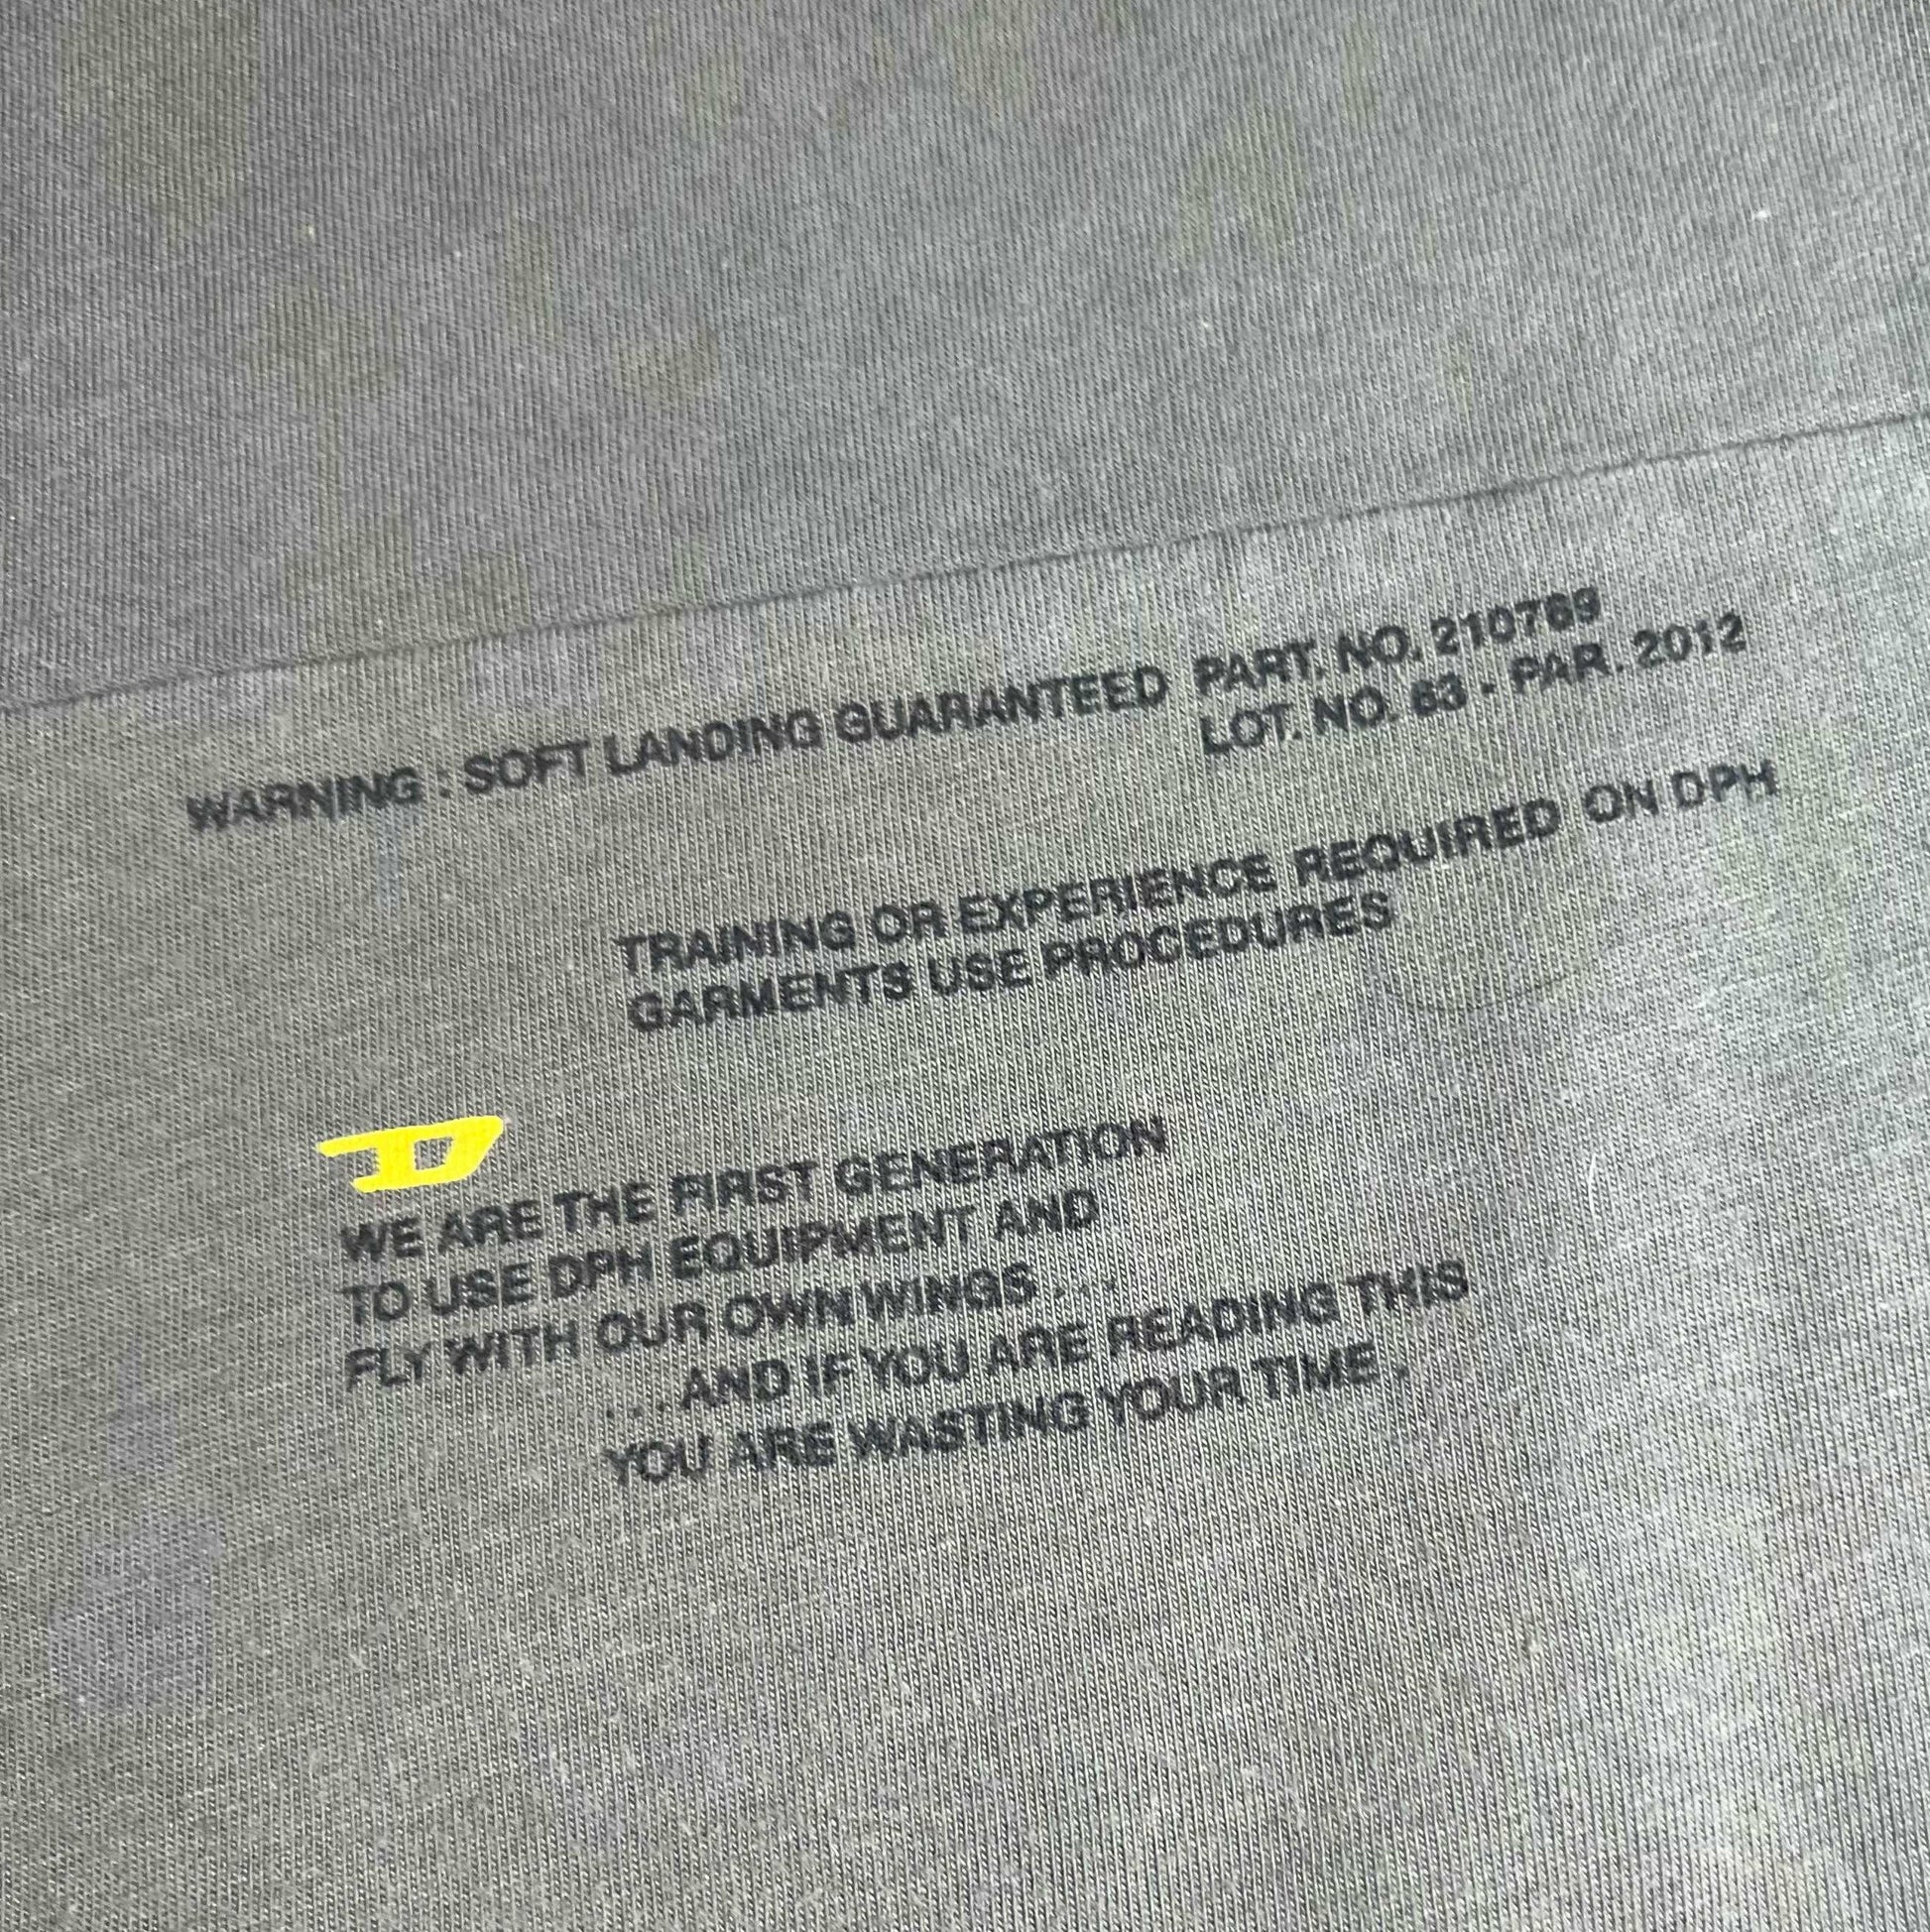 WARNING : SOFT LANDING GUARANTEED PART. NO. 210769
LOT. NO. 63 - PAR. 2012
TRAINING OR EXPERIENCE REQUIRED ON DPH
GARMENTS USE PROCEDURES
D
WE ARE THE FIRST GENERATION
TO USE DPH EQUIPMENT AND
FLY WITH OUR OWN WINGS . . .
. . . AND IF YOU ARE READING THIS
YOU ARE WASTING YOUR TIME .